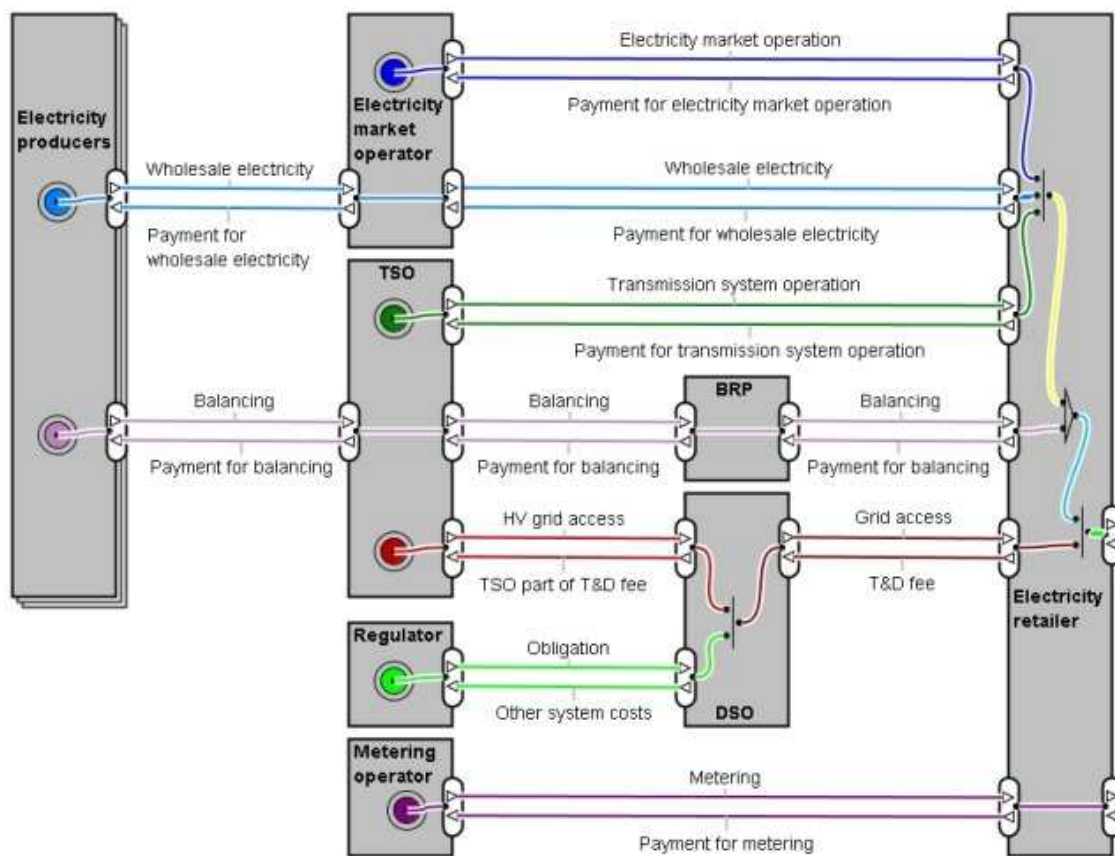 Electricity market operation
Payment for electricity market operation
Electricity
producers
Electricity
market
operator
Wholesale electricity
Payment for
wholesale electricity
Wholesale electricity
Payment for wholesale electricity
TSO
Transmission system operation
Payment for transmission system operation
BRP
Balancing
Payment for balancing
Balancing
Payment for balancing
Balancing
Payment for balancing
HV grid access
TSO part of T&D fee
Grid access
T&D fee
Electricity
retailer
Regulator
Obligation
Other system costs
DSO
Metering
operator
Metering
Payment for metering